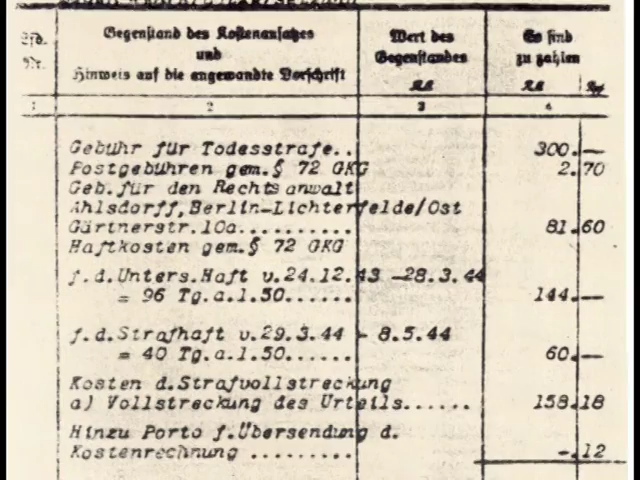 Lfd. Nr.
Gegenstand des Kostenansatzes
und
Hinweis auf die angewandte Vorschrift
Wert des
Gegenstandes
RM
Es sind
zu zahlen
RM Rpf
1 2 3 4
Gebühr für Todesstrafe.. 300.—
Postgebühren gem.§ 72 GKG 2.70
Geb.für den Rechtsanwalt
Ahlsdorff,Berlin-Lichterfelde/Ost
Gärtnerstr.10a........... 81.60
Haftkosten gem.§ 72 GKG
f.d.Unters.Haft v.24.12.43 -28.3.44
= 96 Tg.a.1.50...... 144.—
f.d.Strafhaft v.29.3.44 - 8.5.44
= 40 Tg.a.1.50...... 60.—
Kosten d.Strafvollstreckung
a) Vollstreckung des Urteils...... 158.18
Hinzu Porto f.Übersendung d.
Kostenrechnung ......... -.12